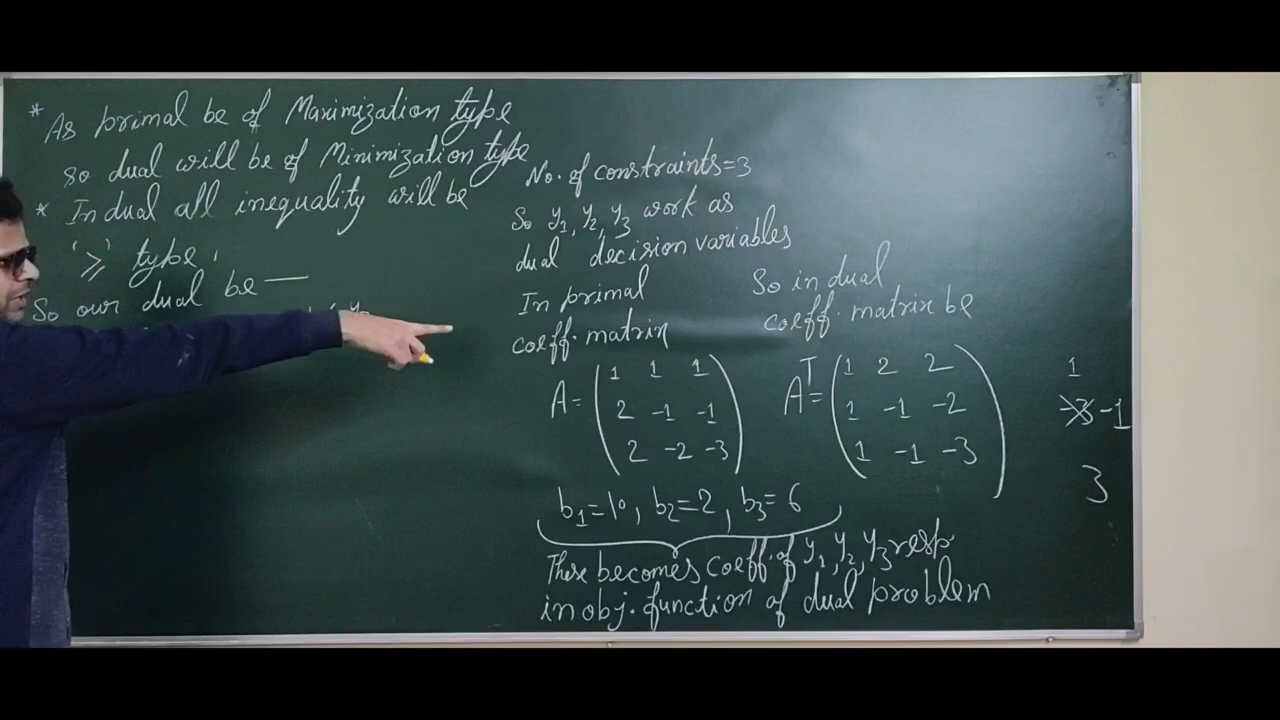 * As primal be of Maximization type
so dual will be of Minimization type
* In dual all inequality will be
'≥' type,
So our dual be —
No. of constraints=3
So y1, y2, y3 work as
dual decision variables
In primal
coeff. matrix
A= ( 1 1 1
2 -1 -1
2 -2 -3 )
b1=10, b2=2, b3=6
These becomes coeff. of y1, y2, y3 resp
in obj. function of dual problem
So in dual
coeff. matrix be
A^T= ( 1 2 2
1 -1 -2
1 -1 -3 )
1
-1
3